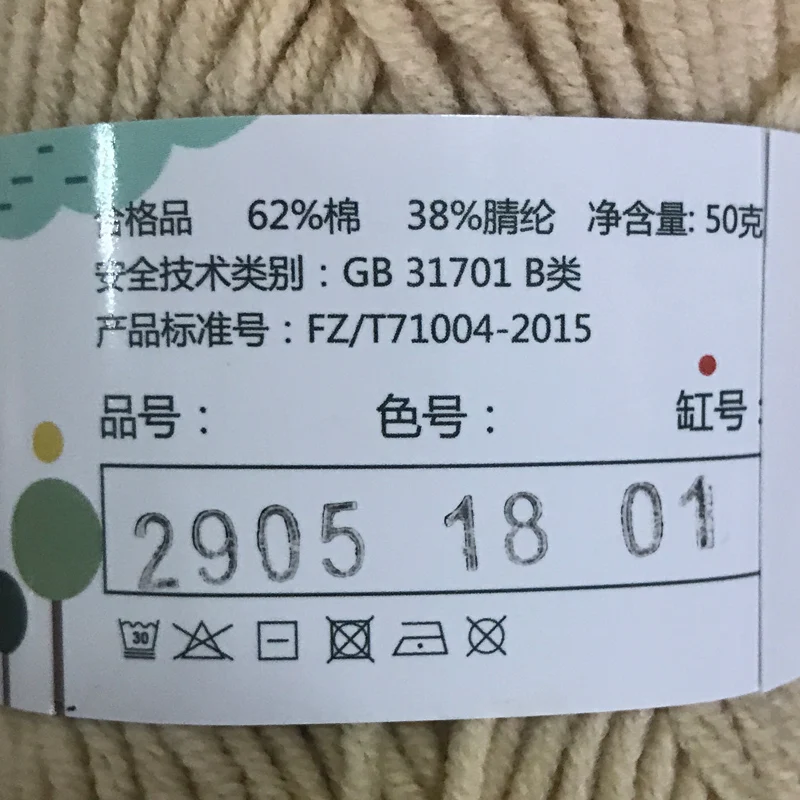 合格品 62%棉 38%腈纶 净含量: 50克
安全技术类别：GB 31701 B类
产品标准号：FZ/T71004-2015
品号： 色号： 缸号:
2905 18 01
30